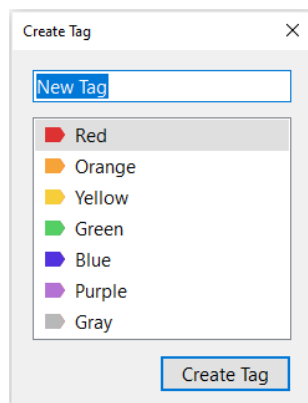 Create Tag
New Tag
Red
Orange
Yellow
Green
Blue
Purple
Gray
Create Tag